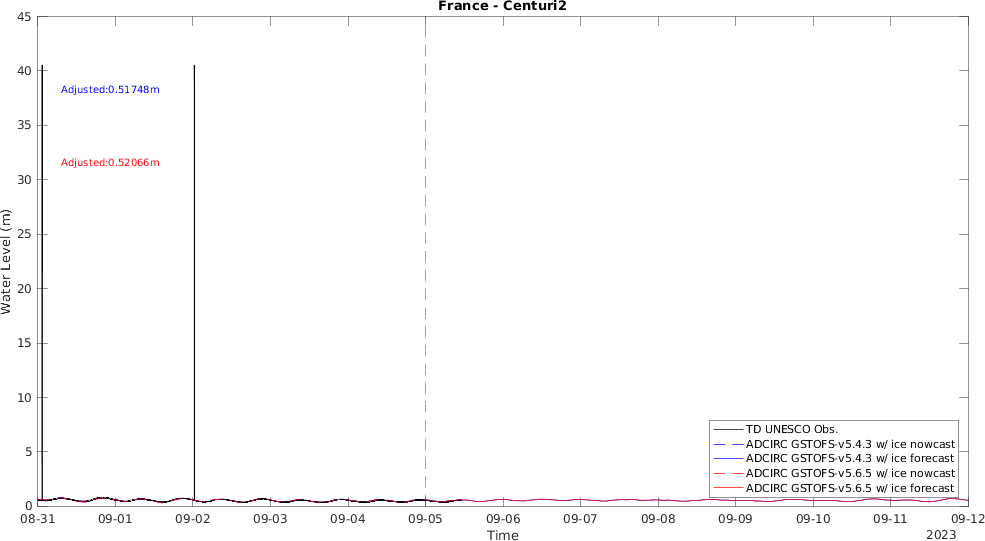 France - Centuri2
45
40
35
30
25
20
15
10
5
0
Water Level (m)
Adjusted:0.51748m
Adjusted:0.52066m
TD UNESCO Obs.
ADCIRC GSTOFS-v5.4.3 w/ ice nowcast
ADCIRC GSTOFS-v5.4.3 w/ ice forecast
ADCIRC GSTOFS-v5.6.5 w/ ice nowcast
ADCIRC GSTOFS-v5.6.5 w/ ice forecast
08-31 09-01 09-02 09-03 09-04 09-05 09-06 09-07 09-08 09-09 09-10 09-11 09-12
Time
2023